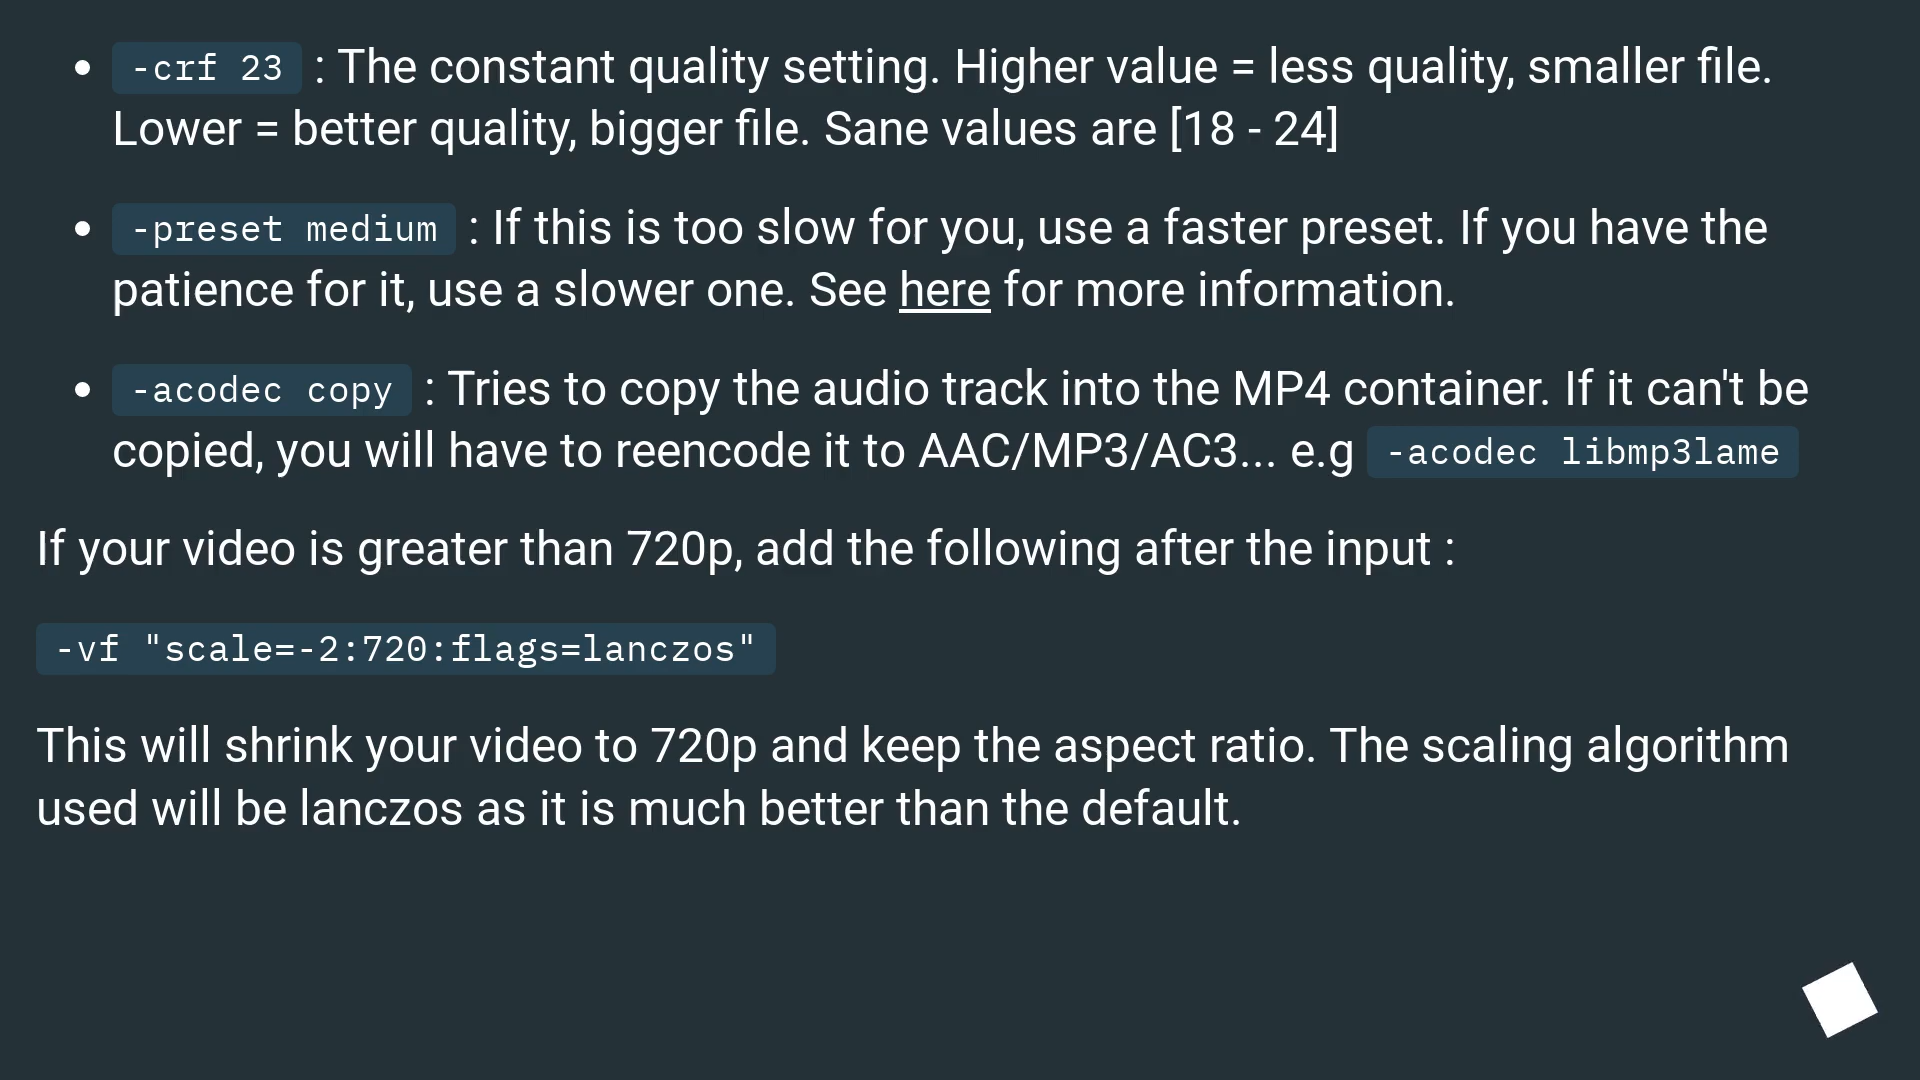 • -crf 23 : The constant quality setting. Higher value = less quality, smaller file.
Lower = better quality, bigger file. Sane values are [18 - 24]
• -preset medium : If this is too slow for you, use a faster preset. If you have the
patience for it, use a slower one. See here for more information.
• -acodec copy : Tries to copy the audio track into the MP4 container. If it can't be
copied, you will have to reencode it to AAC/MP3/AC3... e.g -acodec libmp3lame
If your video is greater than 720p, add the following after the input :
-vf "scale=-2:720:flags=lanczos"
This will shrink your video to 720p and keep the aspect ratio. The scaling algorithm
used will be lanczos as it is much better than the default.